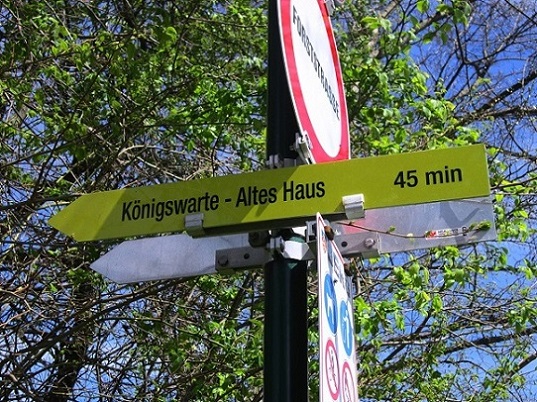 FORSTSTRASSE
Königswarte - Altes Haus 45 min